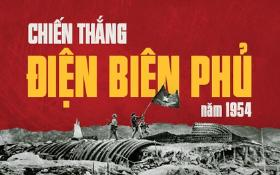 CHIẾN THẮNG
ĐIỆN BIÊN PHỦ
năm 1954